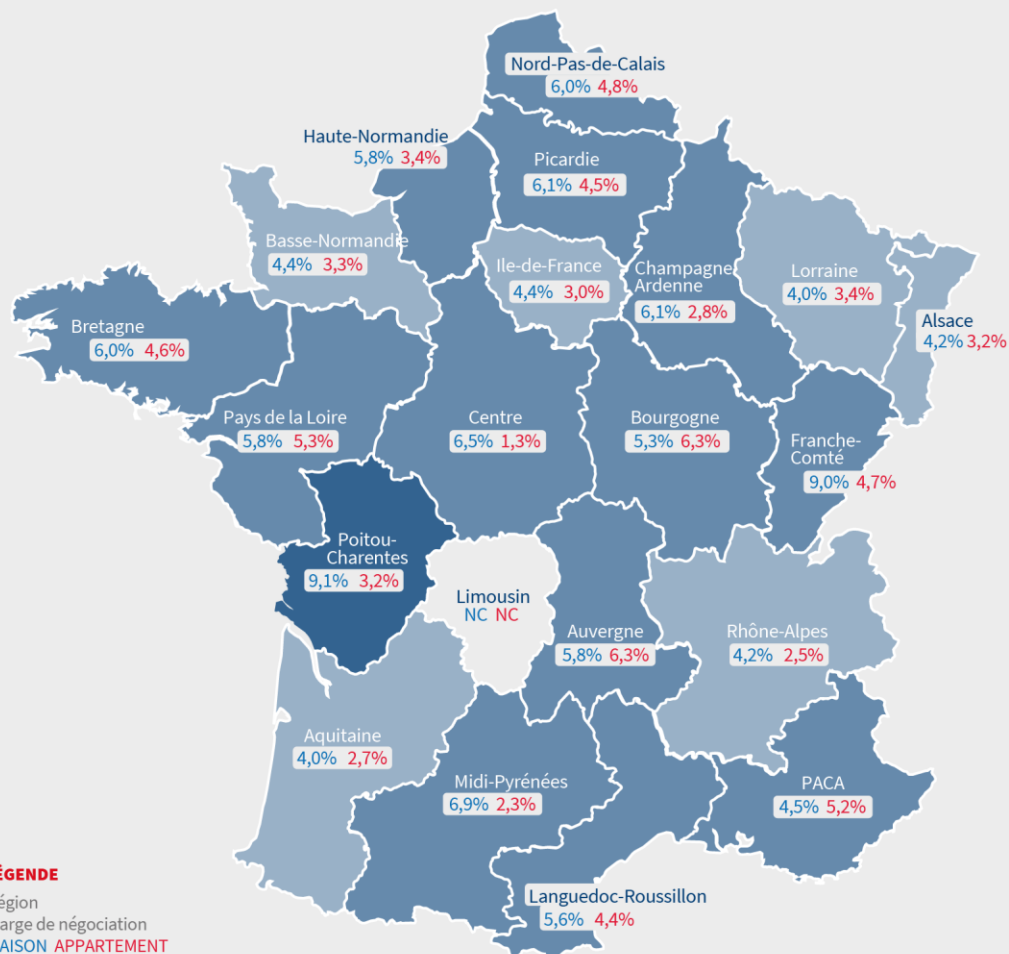 Nord-Pas-de-Calais
6,0% 4,8%
Haute-Normandie
5,8% 3,4%
Picardie
6,1% 4,5%
Basse-Normandie
4,4% 3,3%
Ile-de-France
4,4% 3,0%
Champagne
Ardenne
6,1% 2,8%
Lorraine
4,0% 3,4%
Alsace
4,2% 3,2%
Bretagne
6,0% 4,6%
Pays de la Loire
5,8% 5,3%
Centre
6,5% 1,3%
Bourgogne
5,3% 6,3%
Franche-
Comté
9,0% 4,7%
Poitou-
Charentes
9,1% 3,2%
Limousin
NC NC
Auvergne
5,8% 6,3%
Rhône-Alpes
4,2% 2,5%
Aquitaine
4,0% 2,7%
Midi-Pyrénées
6,9% 2,3%
PACA
4,5% 5,2%
Languedoc-Roussillon
5,6% 4,4%
ÉGENDE
égion
arge de négociation
AISON APPARTEMENT